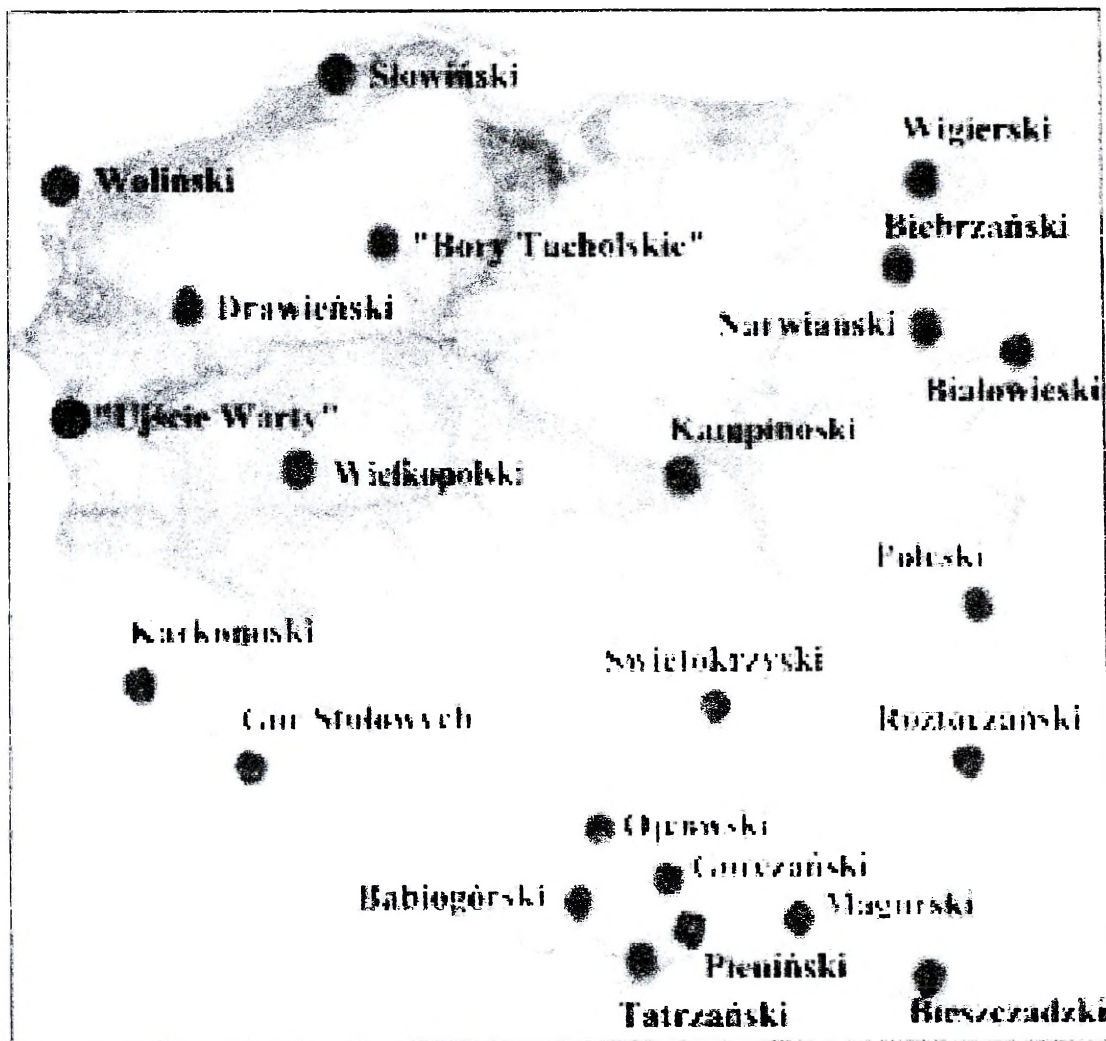 Słowiński
Wigierski
Woliński
Biebrzański
"Bory Tucholskie"
Drawieński
Narwiański
Białowieski
"Ujście Warty"
Kampinoski
Wielkopolski
Poleski
Karkonoski
Świętokrzyski
Gór Stołowych
Roztoczański
Ojcowski
Gorczański
Babiogórski
Magurski
Pieniński
Tatrzański
Bieszczadzki